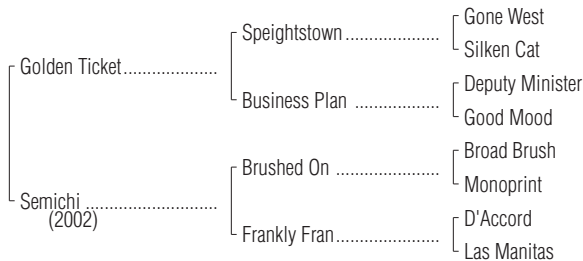 Gone West
Speightstown
Silken Cat
Golden Ticket
Deputy Minister
Business Plan
Good Mood
Broad Brush
Brushed On
Monoprint
Semichi
(2002)
D'Accord
Frankly Fran
Las Manitas